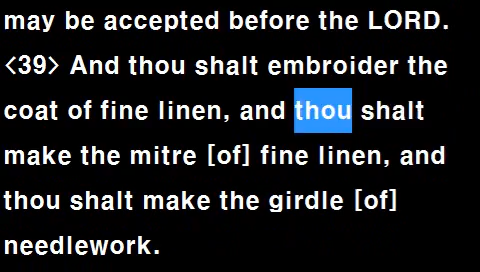 may be accepted before the LORD.
<39> And thou shalt embroider the
coat of fine linen, and thou shalt
make the mitre [of] fine linen, and
thou shalt make the girdle [of]
needlework.